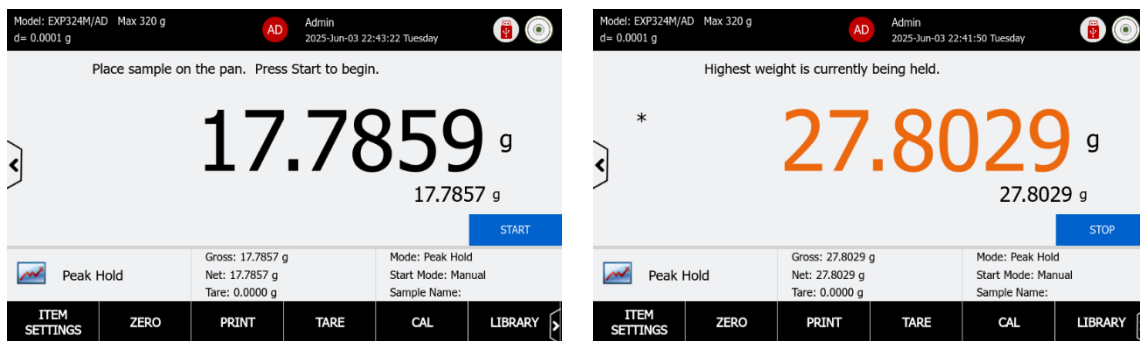 Model: EXP324M/AD Max 320 g
d= 0.0001 g
AD
Admin
2025-Jun-03 22:43:22 Tuesday
Place sample on the pan. Press Start to begin.
17.7859 g
17.7857 g
START
Peak Hold
Gross: 17.7857 g
Net: 17.7857 g
Tare: 0.0000 g
Mode: Peak Hold
Start Mode: Manual
Sample Name:
ITEM SETTINGS
ZERO
PRINT
TARE
CAL
LIBRARY
Model: EXP324M/AD Max 320 g
d= 0.0001 g
AD
Admin
2025-Jun-03 22:41:50 Tuesday
Highest weight is currently being held.
* 27.8029 g
27.8029 g
STOP
Peak Hold
Gross: 27.8029 g
Net: 27.8029 g
Tare: 0.0000 g
Mode: Peak Hold
Start Mode: Manual
Sample Name:
ITEM SETTINGS
ZERO
PRINT
TARE
CAL
LIBRARY